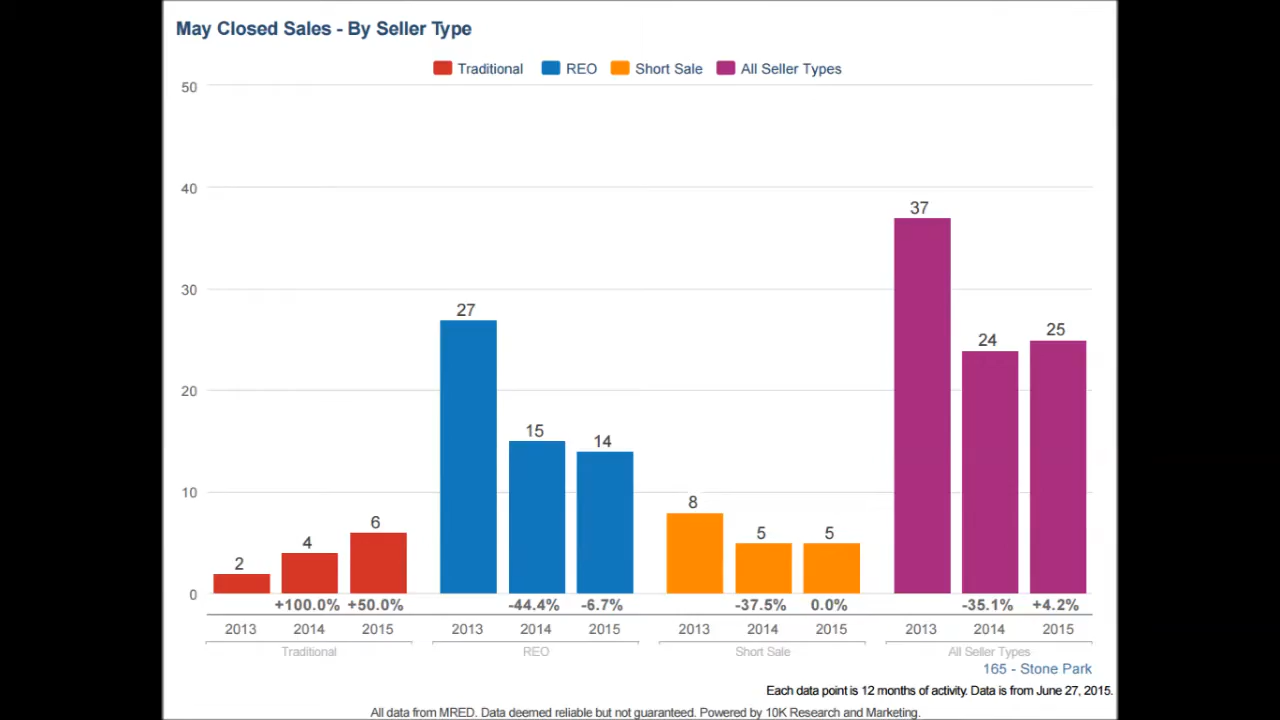 May Closed Sales - By Seller Type
Traditional REO Short Sale All Seller Types
50
40
30
20
10
0
2 4 6 27 15 14 8 5 5 37 24 25
+100.0% +50.0% -44.4% -6.7% -37.5% 0.0% -35.1% +4.2%
2013 2014 2015 2013 2014 2015 2013 2014 2015 2013 2014 2015
Traditional REO Short Sale All Seller Types
165 - Stone Park
Each data point is 12 months of activity. Data is from June 27, 2015.
All data from MRED. Data deemed reliable but not guaranteed. Powered by 10K Research and Marketing.